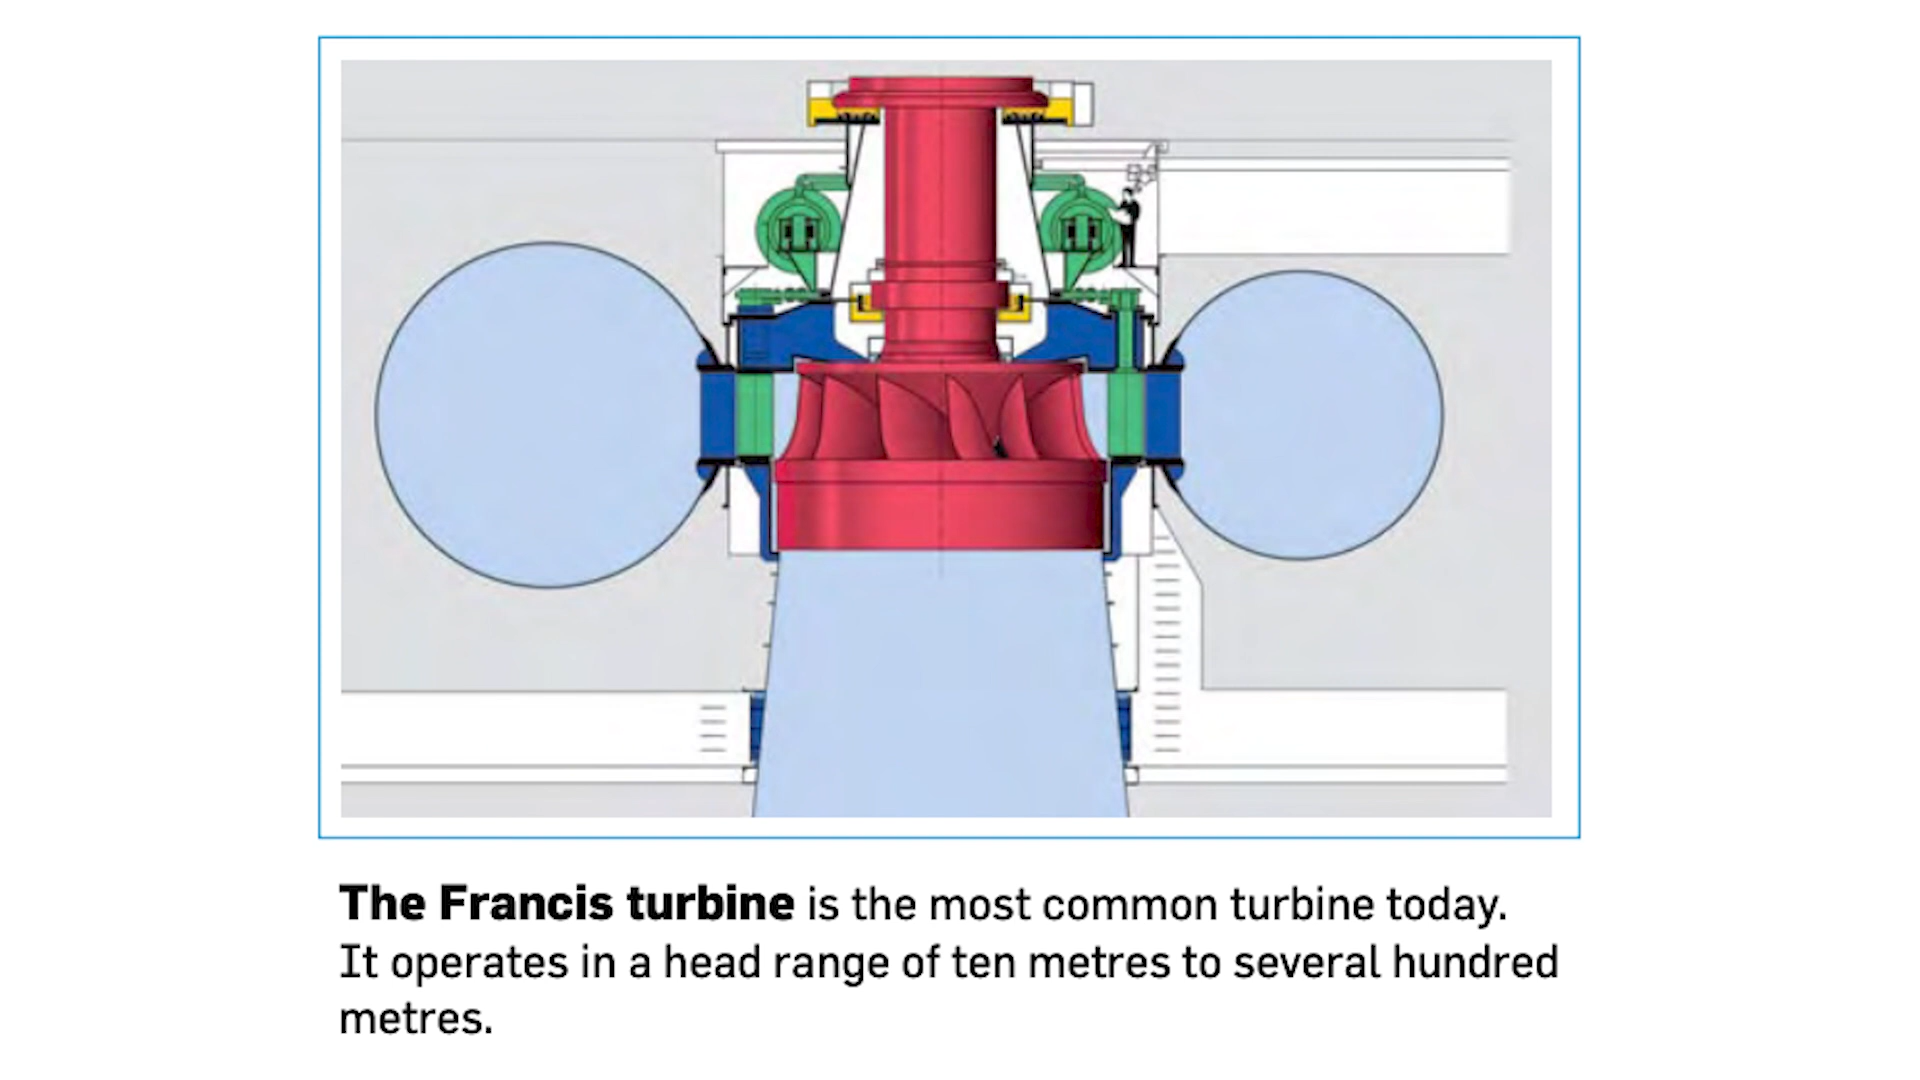 The Francis turbine is the most common turbine today.
It operates in a head range of ten metres to several hundred
metres.